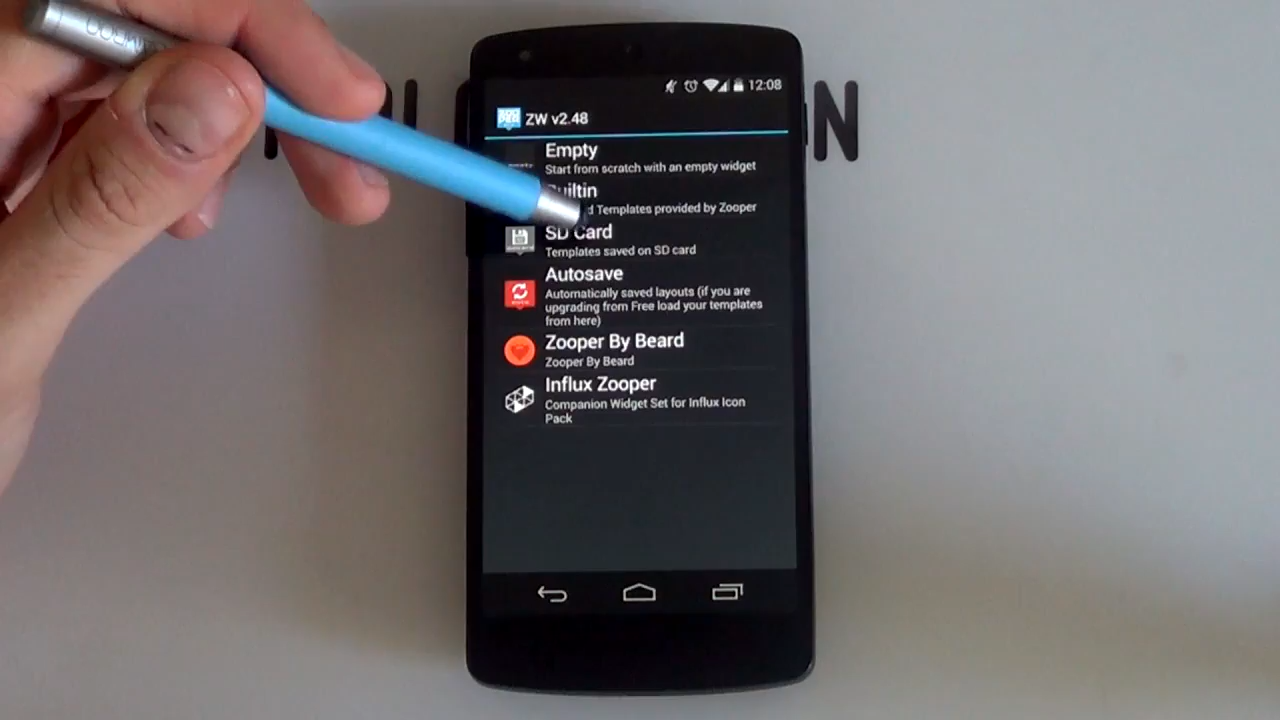 12:08
ZW v2.48
Empty
Start from scratch with an empty widget
Templates provided by Zooper
SD Card
Templates saved on SD card
Autosave
Automatically saved layouts (if you are
upgrading from Free load your templates
from here)
Zooper By Beard
Zooper By Beard
Influx Zooper
Companion Widget Set for Influx Icon
Pack
N